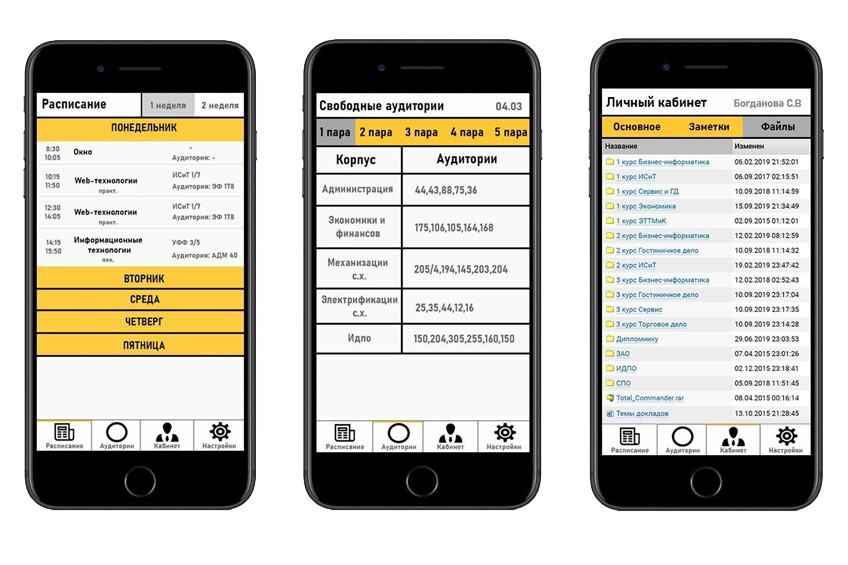 Расписание
1 неделя
2 неделя
ПОНЕДЕЛЬНИК
8:30
10:05
Окно
-
Аудитория: -
10:15
11:50
Web-технологии
практ.
ИСиТ 1/7
Аудитория: ЭФ 178
12:30
14:05
Web-технологии
практ.
ИСиТ 1/7
Аудитория: ЭФ 178
14:15
15:50
Информационные
технологии
лек.
УФФ 3/5
Аудитория: АДМ 40
ВТОРНИК
СРЕДА
ЧЕТВЕРГ
ПЯТНИЦА
Расписание
Аудитории
Кабинет
Настройки
Свободные аудитории
04.03
1 пара 2 пара 3 пара 4 пара 5 пара
Корпус Аудитории
Администрация 44,43,88,75,36
Экономики и
финансов
175,106,105,164,168
Механизации
с.х.
205/4,194,145,203,204
Электрификации
с.х.
25,35,44,12,16
Идпо 150,204,305,255,160,150
Расписание
Аудитории
Кабинет
Настройки
Личный кабинет
Богданова С.В
Основное Заметки Файлы
Название Изменен
1 курс Бизнес-информатика 06.02.2019 21:52:01
1 курс ИСиТ 06.09.2017 02:15:51
1 курс Сервис и ГД 10.09.2018 11:14:59
1 курс Экономика 15.09.2019 21:34:49
1 курс ЭТТМиК 02.09.2015 01:12:01
2 курс Бизнес-информатика 12.02.2019 08:12:59
2 курс Гостиничное дело 10.09.2018 11:14:32
2 курс ИСиТ 19.02.2019 23:47:42
3 курс Бизнес-информатика 12.02.2018 02:52:43
3 курс Гостиничное дело 10.09.2019 23:17:04
3 курс Сервис 10.09.2019 23:17:35
3 курс Торговое дело 10.09.2019 23:14:28
Дипломнику 29.06.2019 23:03:53
ЗАО 07.04.2015 23:01:26
ИДПО 02.12.2015 23:18:41
СПО 05.09.2018 11:51:45
Total_Commander.rar 08.04.2015 00:16:14
Темы докладов 13.10.2015 21:28:45
Расписание
Аудитории
Кабинет
Настройки